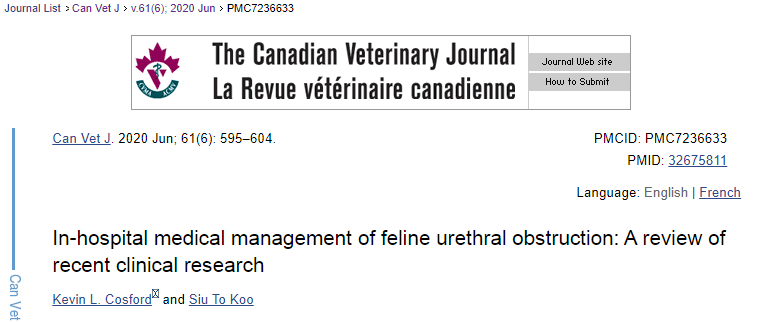 Journal List > Can Vet J > v.61(6); 2020 Jun > PMC7236633
The Canadian Veterinary Journal
La Revue vétérinaire canadienne
Journal Web site
How to Submit
CVMA ACMV
Can Vet J. 2020 Jun; 61(6): 595–604.
PMCID: PMC7236633
PMID: 32675811
Language: English | French
In-hospital medical management of feline urethral obstruction: A review of
recent clinical research
Kevin L. Cosford and Siu To Koo
Can Vet